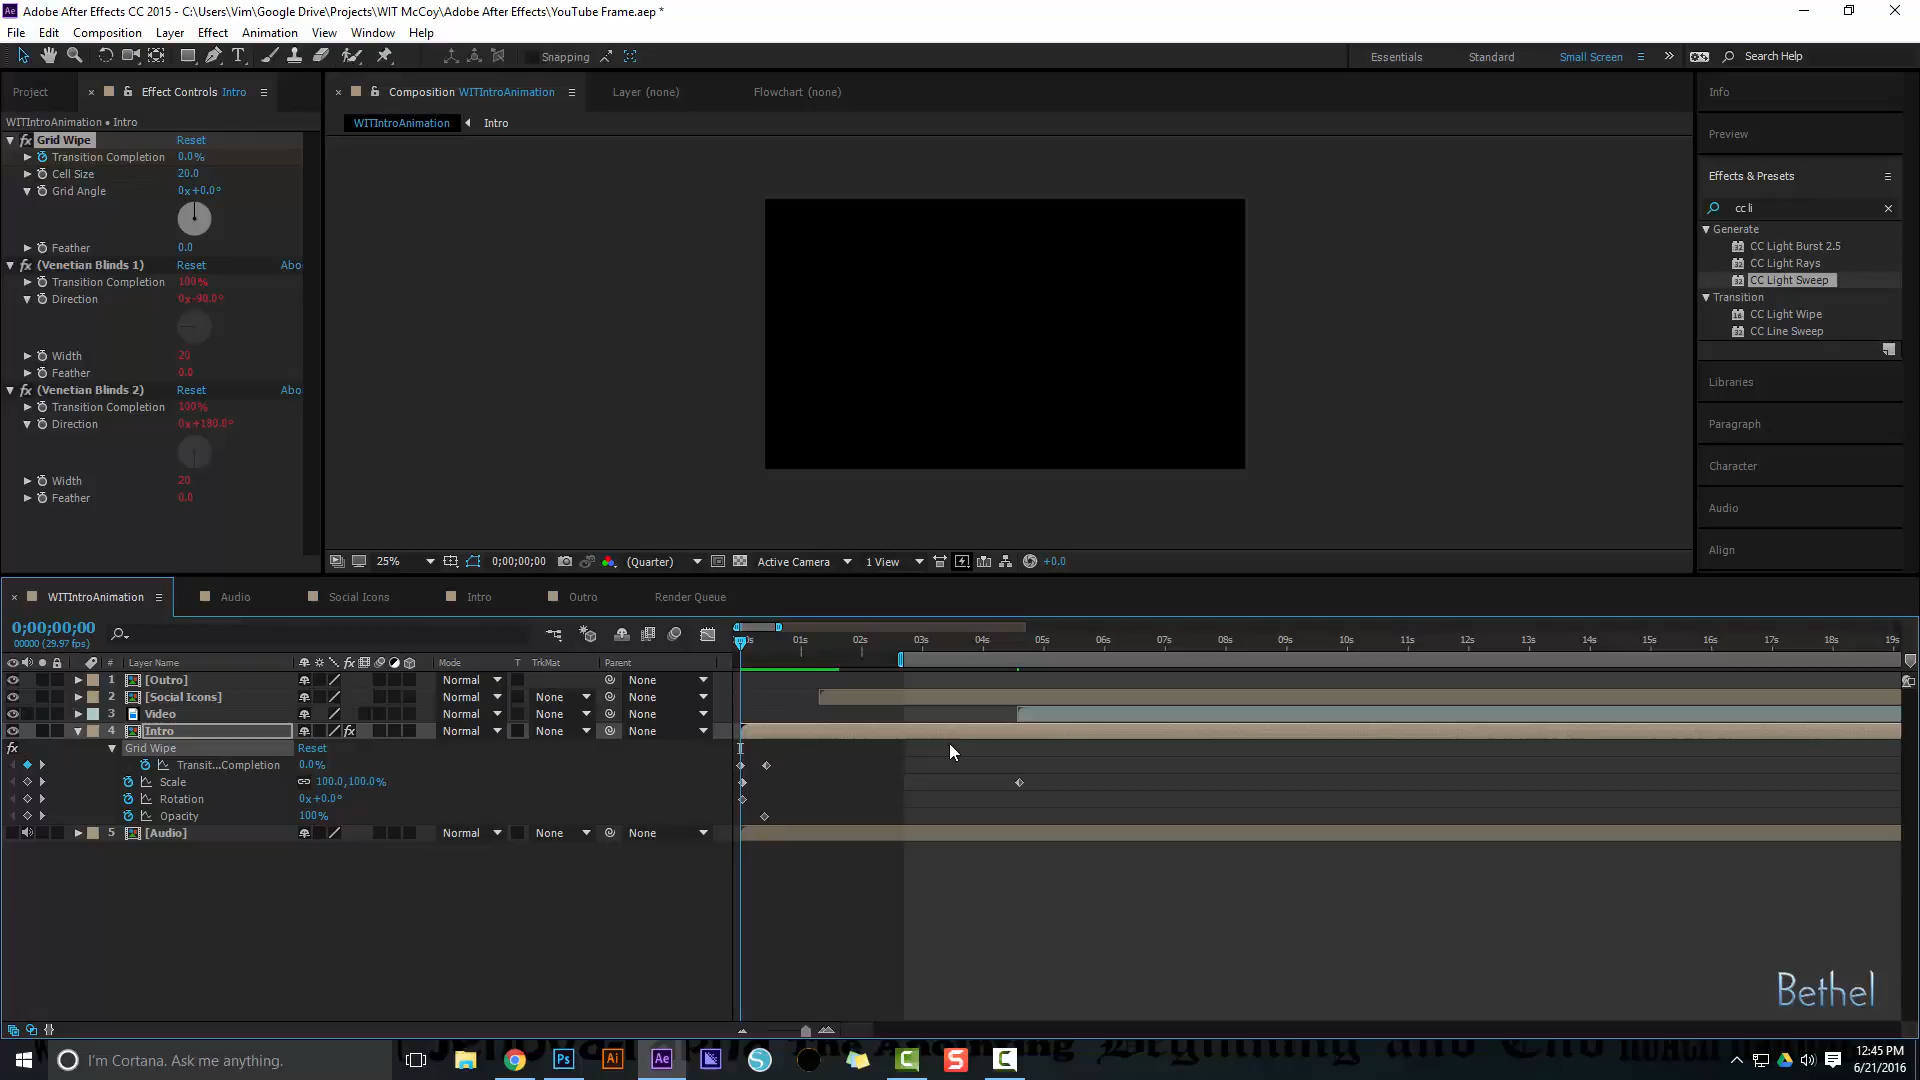 Adobe After Effects CC 2015 - C:\Users\Vim\Google Drive\Projects\WIT McCoy\Adobe After Effects\YouTube Frame.aep *
File Edit Composition Layer Effect Animation View Window Help
Snapping Essentials Standard Small Screen Search Help
Project Effect Controls Intro
Composition WITIntroAnimation Layer (none) Flowchart (none)
WITIntroAnimation • Intro
WITIntroAnimation Intro
Grid Wipe Reset
Transition Completion 0.0%
Cell Size 20.0
Grid Angle 0x+0.0°
Feather 0.0
(Venetian Blinds 1) Reset Abo
Transition Completion 100%
Direction 0x-90.0°
Width 20
Feather 0.0
(Venetian Blinds 2) Reset Abo
Transition Completion 100%
Direction 0x+180.0°
Width 20
Feather 0.0
25% 0;00;00;00 (Quarter) Active Camera 1 View +0.0
Info
Preview
Effects & Presets
cc li
Generate
CC Light Burst 2.5
CC Light Rays
CC Light Sweep
Transition
CC Light Wipe
CC Line Sweep
Libraries
Paragraph
Character
Audio
Align
WITIntroAnimation Audio Social Icons Intro Outro Render Queue
0;00;00;00
00000 (29.97 fps)
0s 01s 02s 03s 04s 05s 06s 07s 08s 09s 10s 11s 12s 13s 14s 15s 16s 17s 18s 19s
# Layer Name Mode T TrkMat Parent
1 [Outro] Normal None
2 [Social Icons] Normal None None
3 Video Normal None None
4 Intro Normal None None
Grid Wipe Reset
Transit...Completion 0.0%
Scale 100.0,100.0%
Rotation 0x+0.0°
Opacity 100%
5 [Audio] Normal None None
Bethel
I'm Cortana. Ask me anything.
12:45 PM
6/21/2016